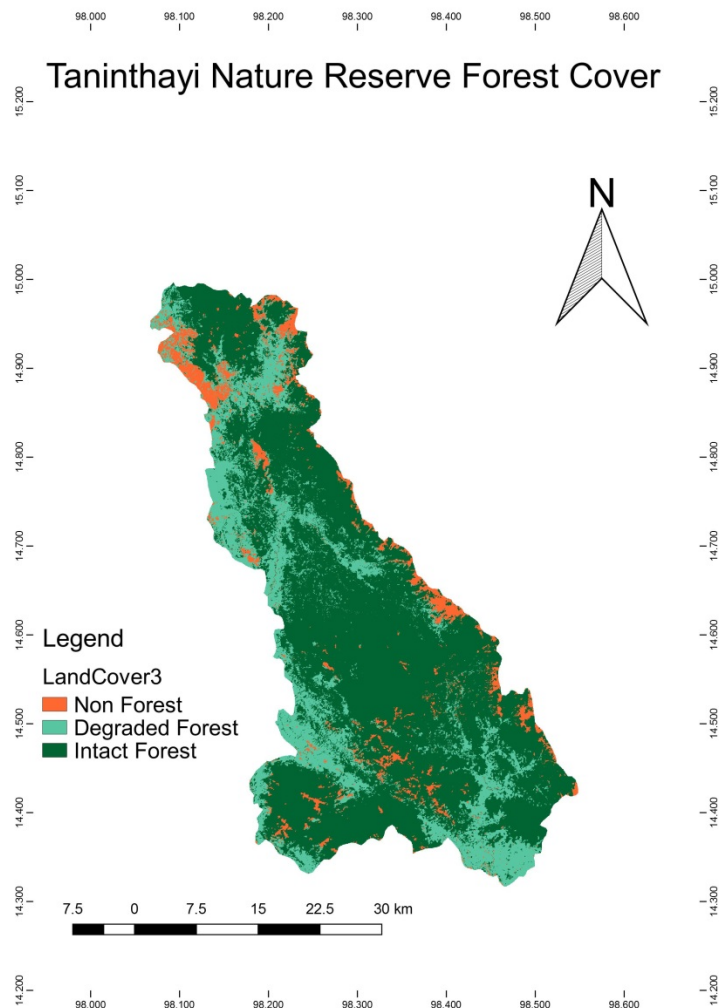 98.000 98.100 98.200 98.300 98.400 98.500 98.600
Taninthayi Nature Reserve Forest Cover
15.200 15.200
15.100 15.100
N
15.000 15.000
14.900 14.900
14.800 14.800
14.700 14.700
14.600 14.600
Legend
LandCover3
Non Forest
Degraded Forest
Intact Forest
14.500 14.500
14.400 14.400
14.300 14.300
7.5 0 7.5 15 22.5 30 km
14.200 14.200
98.000 98.100 98.200 98.300 98.400 98.500 98.600